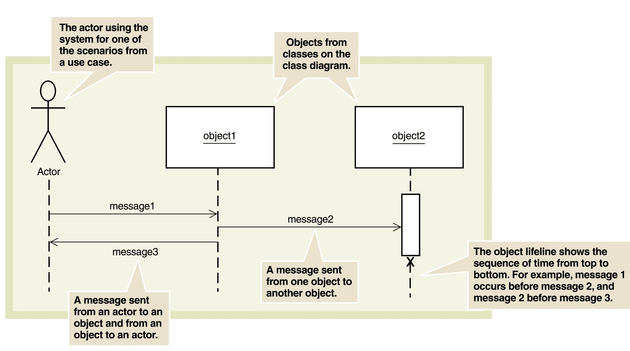 The actor using the
system for one of
the scenarios from
a use case.
Objects from
classes on the
class diagram.
object1
object2
Actor
message1
message2
message3
A message sent
from one object to
another object.
The object lifeline shows the
sequence of time from top to
bottom. For example, message 1
occurs before message 2, and
message 2 before message 3.
A message sent
from an actor to an
object and from an
object to an actor.